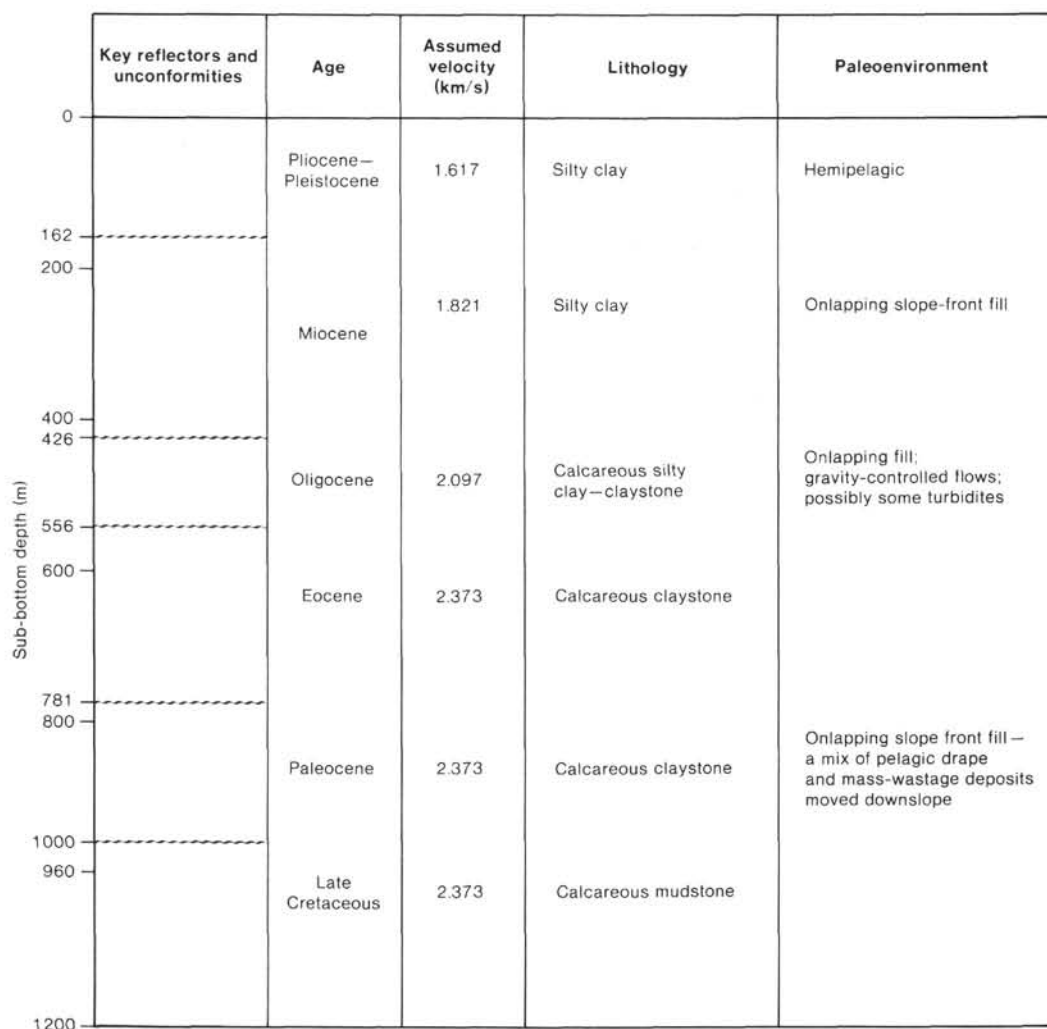 Key reflectors and
unconformities
Age
Assumed
velocity
(km/s)
Lithology
Paleoenvironment
Sub-bottom depth (m)
0
Pliocene—
Pleistocene
1.617
Silty clay
Hemipelagic
162
200
Miocene
1.821
Silty clay
Onlapping slope-front fill
400
426
Oligocene
2.097
Calcareous silty
clay—claystone
Onlapping fill;
gravity-controlled flows;
possibly some turbidites
556
600
Eocene
2.373
Calcareous claystone
781
800
Paleocene
2.373
Calcareous claystone
Onlapping slope front fill—
a mix of pelagic drape
and mass-wastage deposits
moved downslope
1000
960
Late
Cretaceous
2.373
Calcareous mudstone
1200